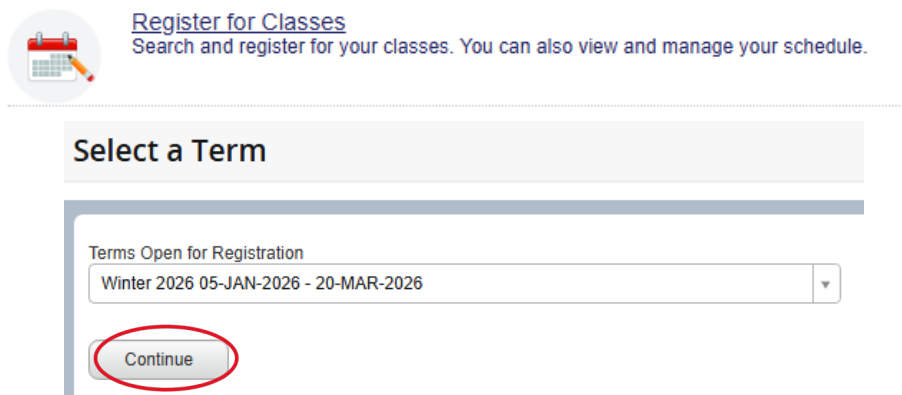 Register for Classes
Search and register for your classes. You can also view and manage your schedule.
Select a Term
Terms Open for Registration
Winter 2026 05-JAN-2026 - 20-MAR-2026
Continue